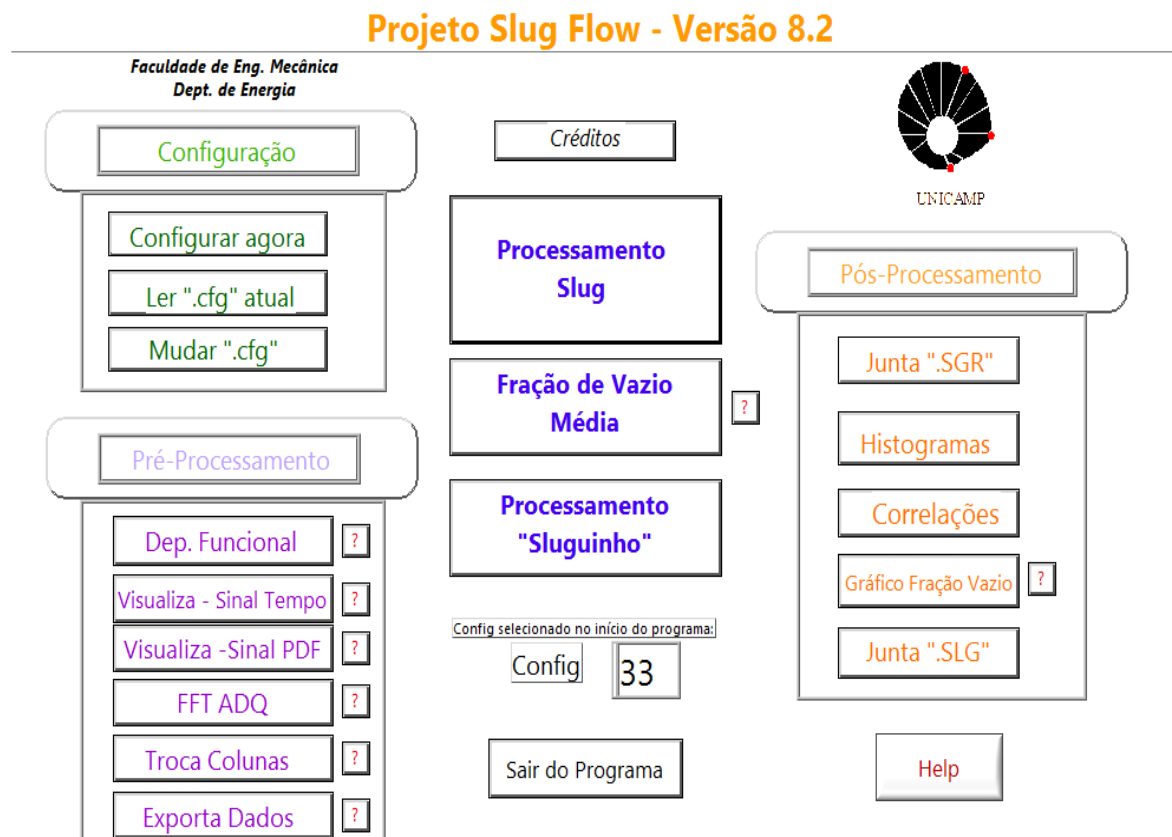 Projeto Slug Flow - Versão 8.2
Faculdade de Eng. Mecânica
Dept. de Energia
Configuração
Configurar agora
Ler ".cfg" atual
Mudar ".cfg"
Pré-Processamento
Dep. Funcional
?
Visualiza - Sinal Tempo
?
Visualiza -Sinal PDF
?
FFT ADQ
?
Troca Colunas
?
Exporta Dados
?
Créditos
Processamento
Slug
Fração de Vazio
Média
?
Processamento
"Sluguinho"
Config selecionado no início do programa:
Config
33
Sair do Programa
UNICAMP
Pós-Processamento
Junta ".SGR"
Histogramas
Correlações
Gráfico Fração Vazio
?
Junta ".SLG"
Help